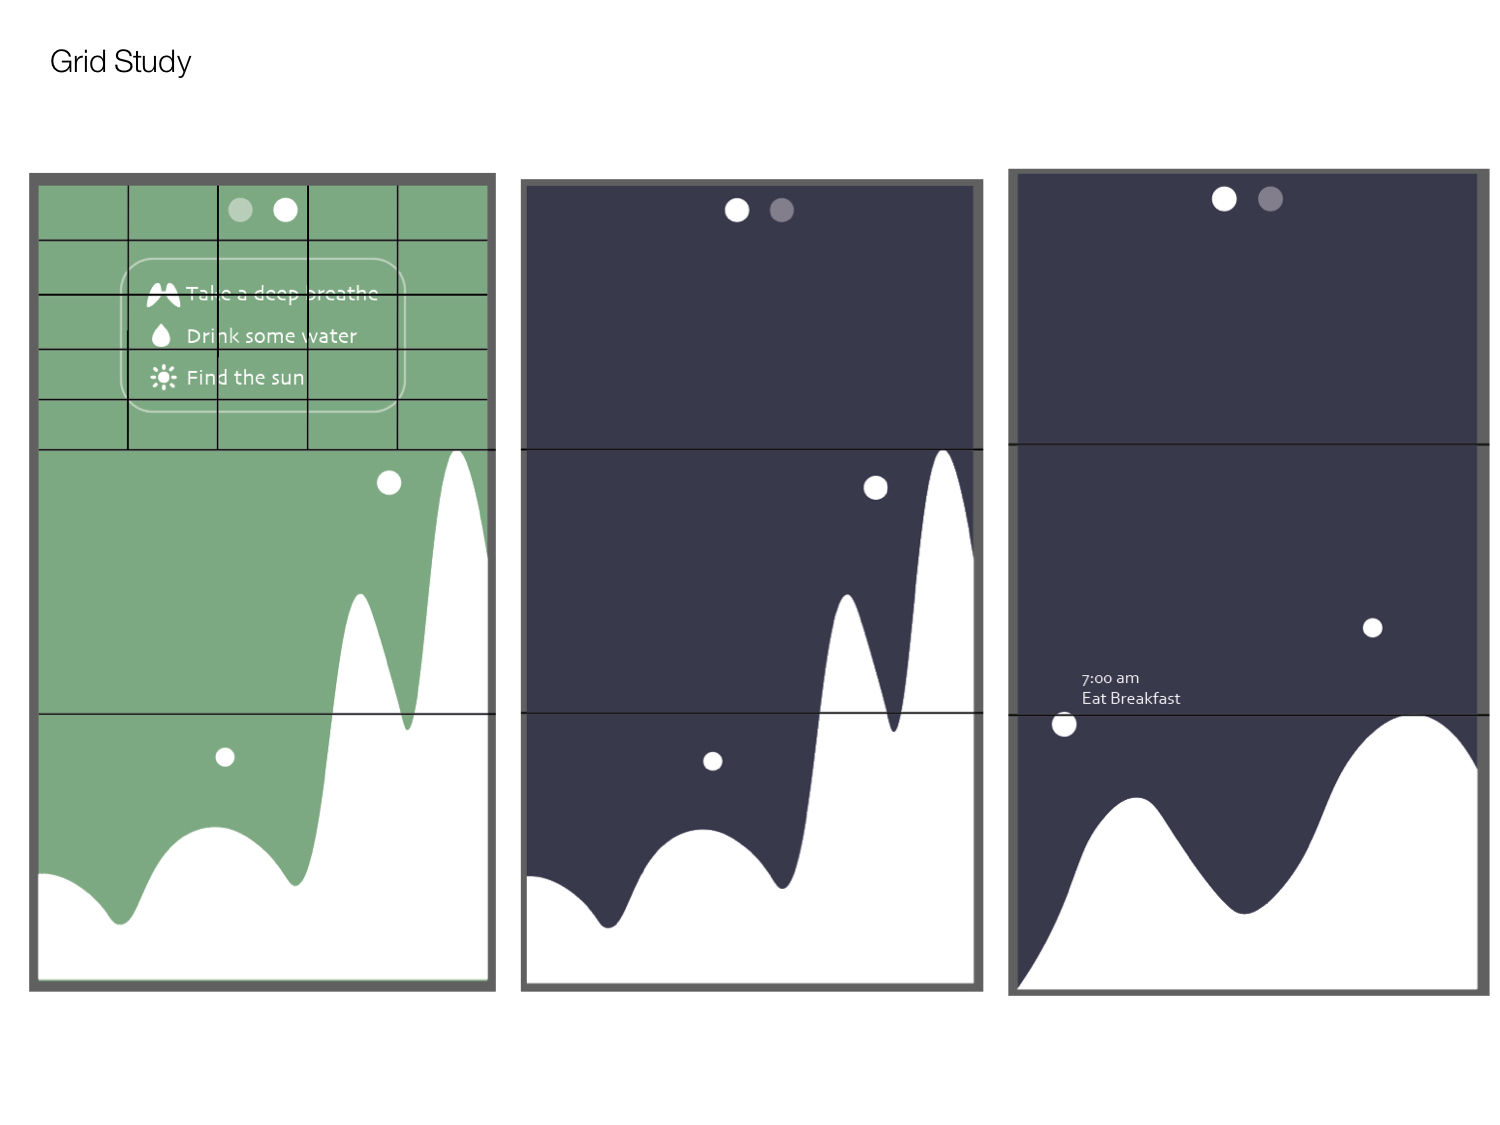 Grid Study
Take a deep breathe
Drink some water
Find the sun
7:00 am
Eat Breakfast